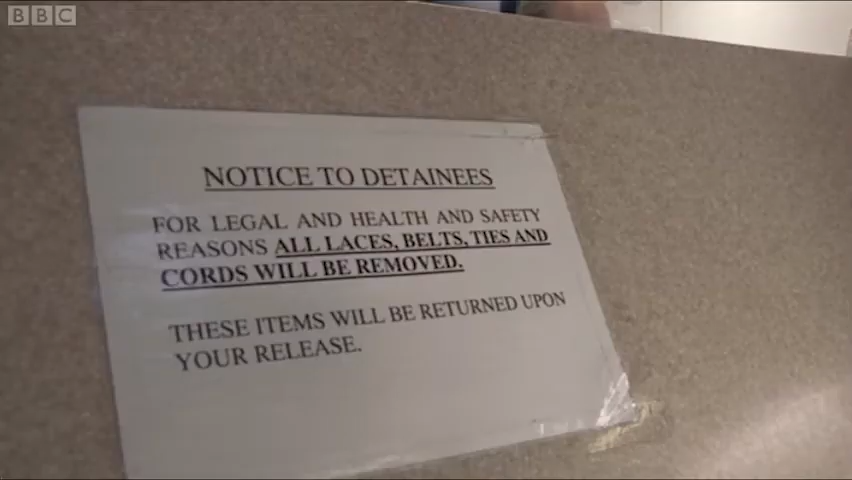 BBC
NOTICE TO DETAINEES
FOR LEGAL AND HEALTH AND SAFETY
REASONS ALL LACES, BELTS, TIES AND
CORDS WILL BE REMOVED.
THESE ITEMS WILL BE RETURNED UPON
YOUR RELEASE.